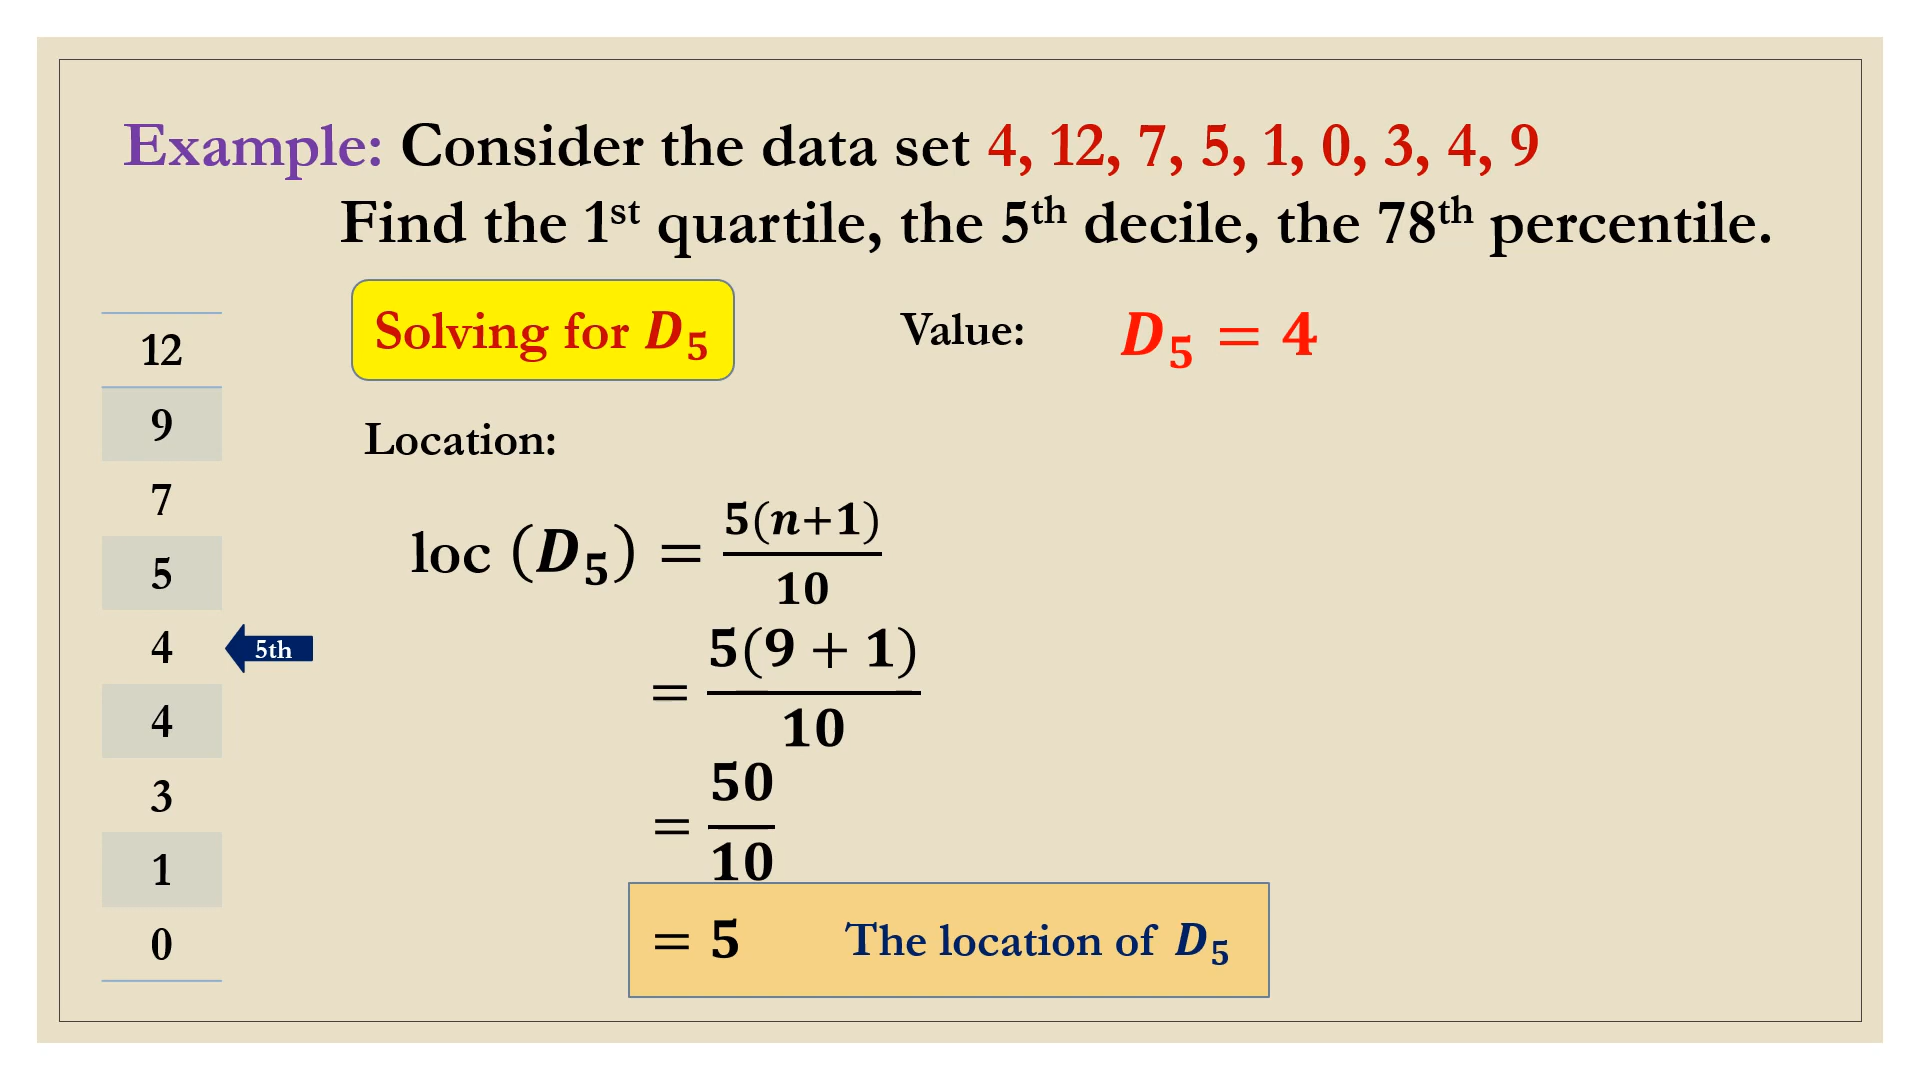 Example: Consider the data set 4, 12, 7, 5, 1, 0, 3, 4, 9
Find the 1st quartile, the 5th decile, the 78th percentile.
Solving for D5
Value: D5 = 4
12
9
7
5
4
5th
4
3
1
0
Location:
loc (D5) = 5(n+1)/10
= 5(9 + 1)/10
= 50/10
= 5 The location of D5